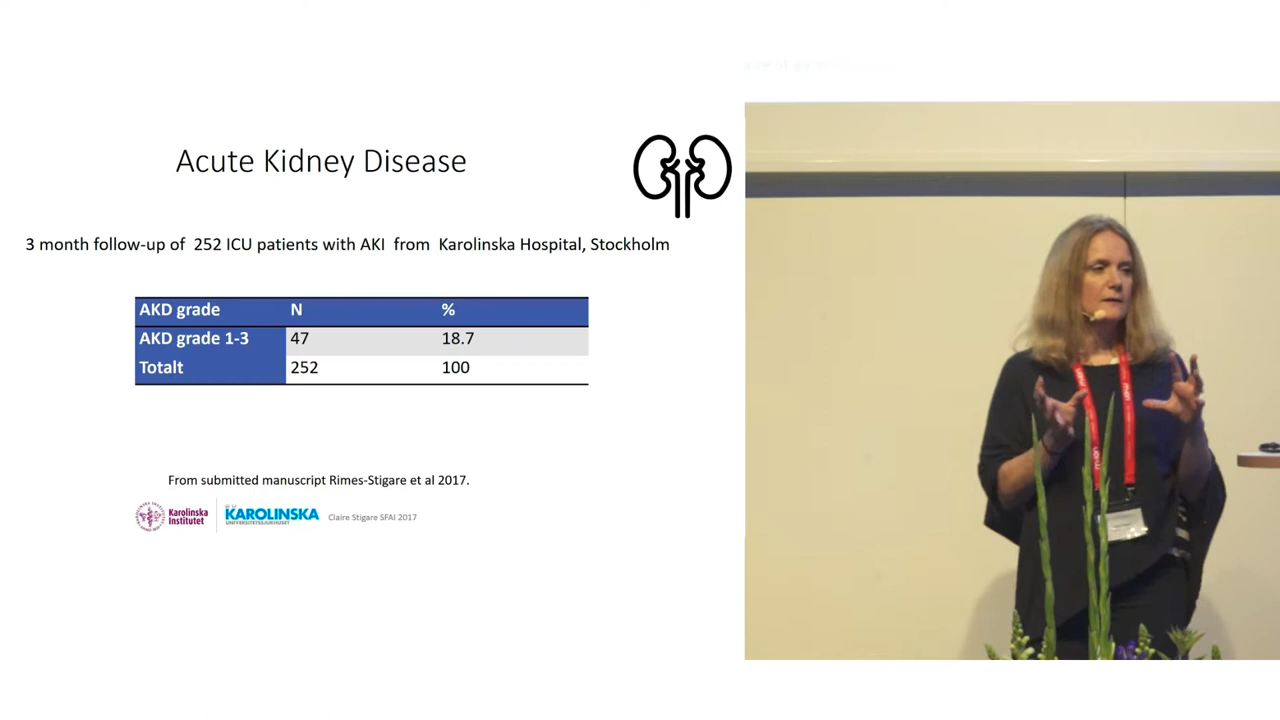 Acute Kidney Disease
3 month follow-up of 252 ICU patients with AKI from Karolinska Hospital, Stockholm
AKD grade N %
AKD grade 1-3 47 18.7
Totalt 252 100
From submitted manuscript Rimes-Stigare et al 2017.
Karolinska
Institutet
KAROLINSKA
UNIVERSITETSSJUKHUSET
Claire Stigare SFAI 2017